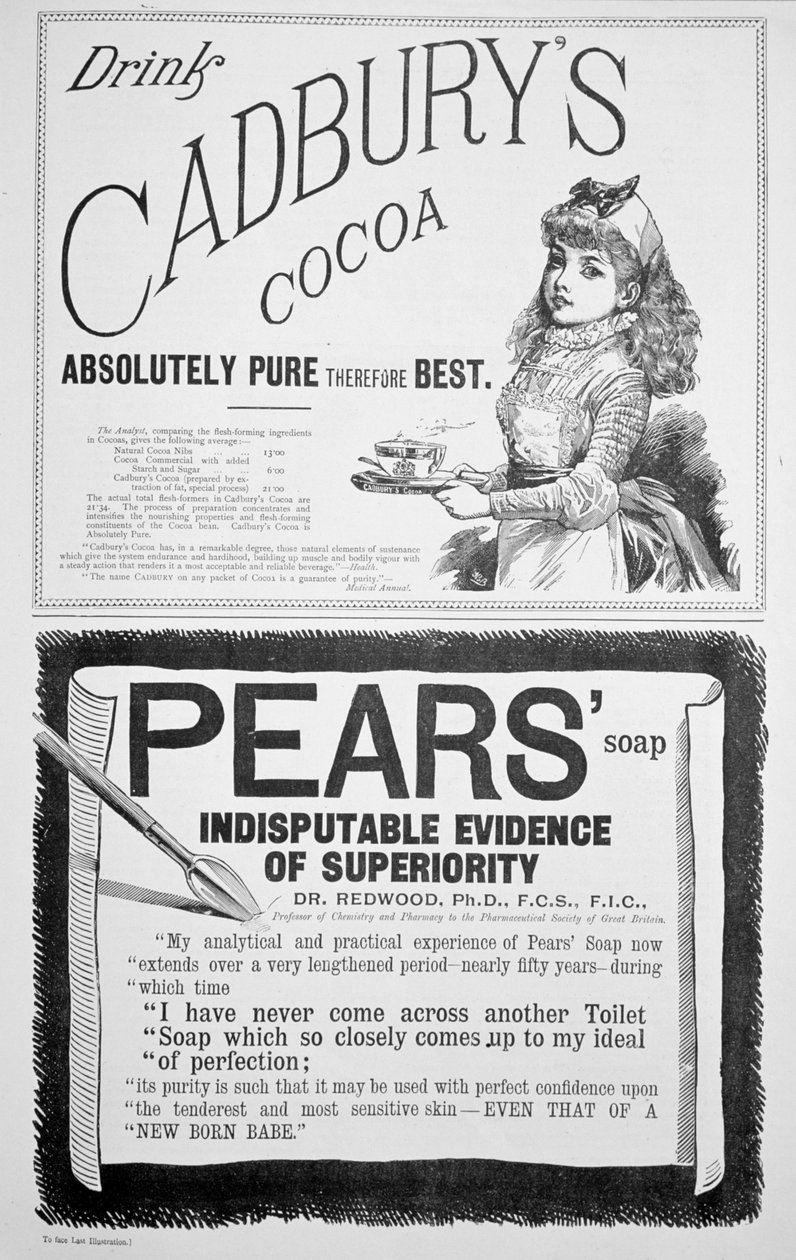 Drink
CADBURY'S
COCOA
ABSOLUTELY PURE THEREFORE BEST.
The Analyst, comparing the flesh-forming ingredients
in Cocoas, gives the following average:—
Natural Cocoa Nibs ... ... 13·00
Cocoa Commercial with added
Starch and Sugar ... ... 6·00
Cadbury's Cocoa (prepared by ex-
traction of fat, special process) 21·00
The actual total flesh-formers in Cadbury's Cocoa are
21·34. The process of preparation concentrates and
intensifies the nourishing properties and flesh-forming
constituents of the Cocoa bean. Cadbury's Cocoa is
Absolutely Pure.
"Cadbury's Cocoa has, in a remarkable degree, those natural elements of sustenance
which give the system endurance and hardihood, building up muscle and bodily vigour with
a steady action that renders it a most acceptable and reliable beverage."—Health.
"The name CADBURY on any packet of Cocoa is a guarantee of purity."—
Medical Annual.
CADBURY'S COCOA
PEARS' soap
INDISPUTABLE EVIDENCE
OF SUPERIORITY
DR. REDWOOD, Ph.D., F.C.S., F.I.C.,
Professor of Chemistry and Pharmacy to the Pharmaceutical Society of Great Britain.
"My analytical and practical experience of Pears' Soap now
"extends over a very lengthened period—nearly fifty years—during
"which time
"I have never come across another Toilet
"Soap which so closely comes up to my ideal
"of perfection;
"its purity is such that it may be used with perfect confidence upon
"the tenderest and most sensitive skin—EVEN THAT OF A
"NEW BORN BABE."
To face Last Illustration.]